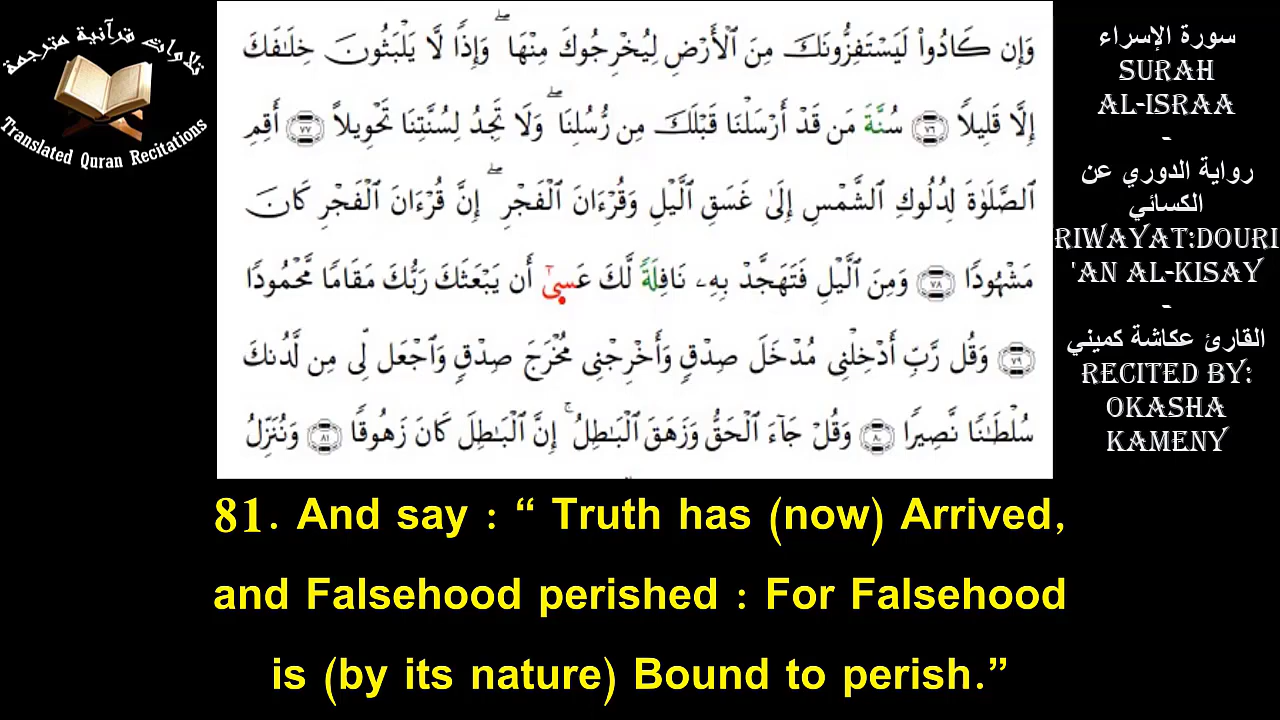 تلاوات قرآنية مترجمة
Translated Quran Recitations
وَإِن كَادُوا۟ لَيَسْتَفِزُّونَكَ مِنَ ٱلْأَرْضِ لِيُخْرِجُوكَ مِنْهَا ۖ وَإِذًا لَّا يَلْبَثُونَ خِلَـٰفَكَ
إِلَّا قَلِيلًا ٧٦ سُنَّةَ مَن قَدْ أَرْسَلْنَا قَبْلَكَ مِن رُّسُلِنَا ۖ وَلَا تَجِدُ لِسُنَّتِنَا تَحْوِيلًا ٧٧ أَقِمِ
ٱلصَّلَوٰةَ لِدُلُوكِ ٱلشَّمْسِ إِلَىٰ غَسَقِ ٱلَّيْلِ وَقُرْءَانَ ٱلْفَجْرِ ۖ إِنَّ قُرْءَانَ ٱلْفَجْرِ كَانَ
مَشْهُودًا ٧٨ وَمِنَ ٱلَّيْلِ فَتَهَجَّدْ بِهِۦ نَافِلَةً لَّكَ عَسَىٰٓ أَن يَبْعَثَكَ رَبُّكَ مَقَامًا مَّحْمُودًا
٧٩ وَقُل رَّبِّ أَدْخِلْنِى مُدْخَلَ صِدْقٍ وَأَخْرِجْنِى مُخْرَجَ صِدْقٍ وَٱجْعَل لِّى مِن لَّدُنكَ
سُلْطَـٰنًا نَّصِيرًا ٨٠ وَقُلْ جَآءَ ٱلْحَقُّ وَزَهَقَ ٱلْبَـٰطِلُ ۚ إِنَّ ٱلْبَـٰطِلَ كَانَ زَهُوقًا ٨١ وَنُنَزِّلُ
81. And say : “ Truth has (now) Arrived,
and Falsehood perished : For Falsehood
is (by its nature) Bound to perish.”
سورة الإسراء
SURAH
AL-ISRAA
-
رواية الدوري عن
الكسائي
RIWAYAT:DOURI
'AN AL-KISAY
-
القارئ عكاشة كميني
RECITED BY:
OKASHA
KAMENY